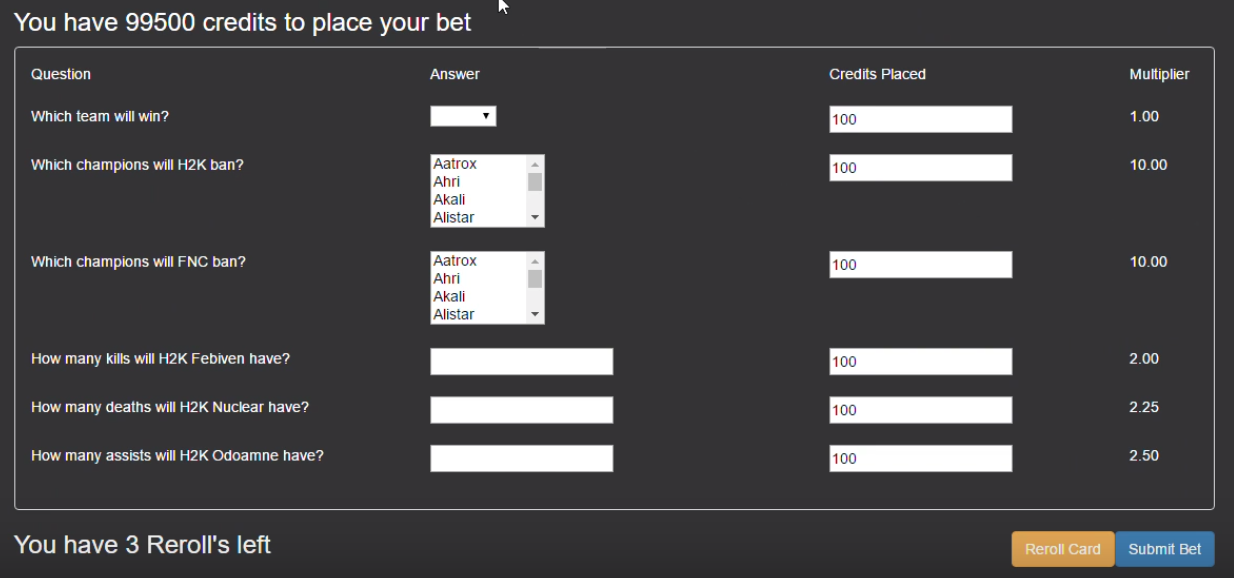 You have 99500 credits to place your bet
Question Answer Credits Placed Multiplier
Which team will win? 100 1.00
Which champions will H2K ban? Aatrox 100 10.00
Ahri
Akali
Alistar
Which champions will FNC ban? Aatrox 100 10.00
Ahri
Akali
Alistar
How many kills will H2K Febiven have? 100 2.00
How many deaths will H2K Nuclear have? 100 2.25
How many assists will H2K Odoamne have? 100 2.50
You have 3 Reroll's left Reroll Card Submit Bet